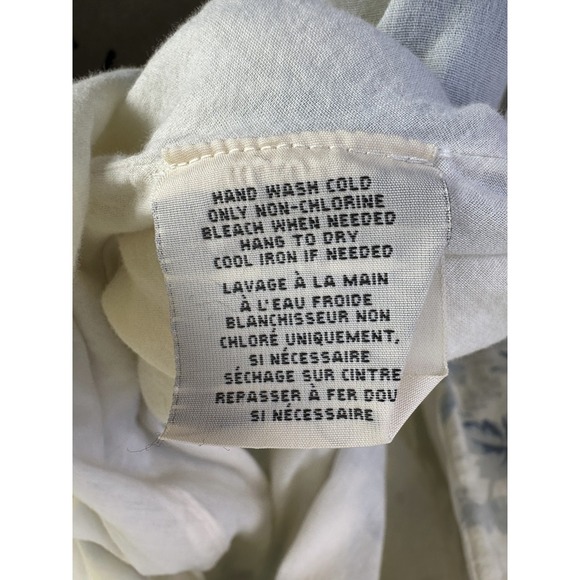 HAND WASH COLD
ONLY NON-CHLORINE
BLEACH WHEN NEEDED
HANG TO DRY
COOL IRON IF NEEDED
LAVAGE À LA MAIN
À L'EAU FROIDE
BLANCHISSEUR NON
CHLORÉ UNIQUEMENT,
SI NÉCESSAIRE
SÉCHAGE SUR CINTRE
REPASSER À FER DOU
SI NÉCESSAIRE